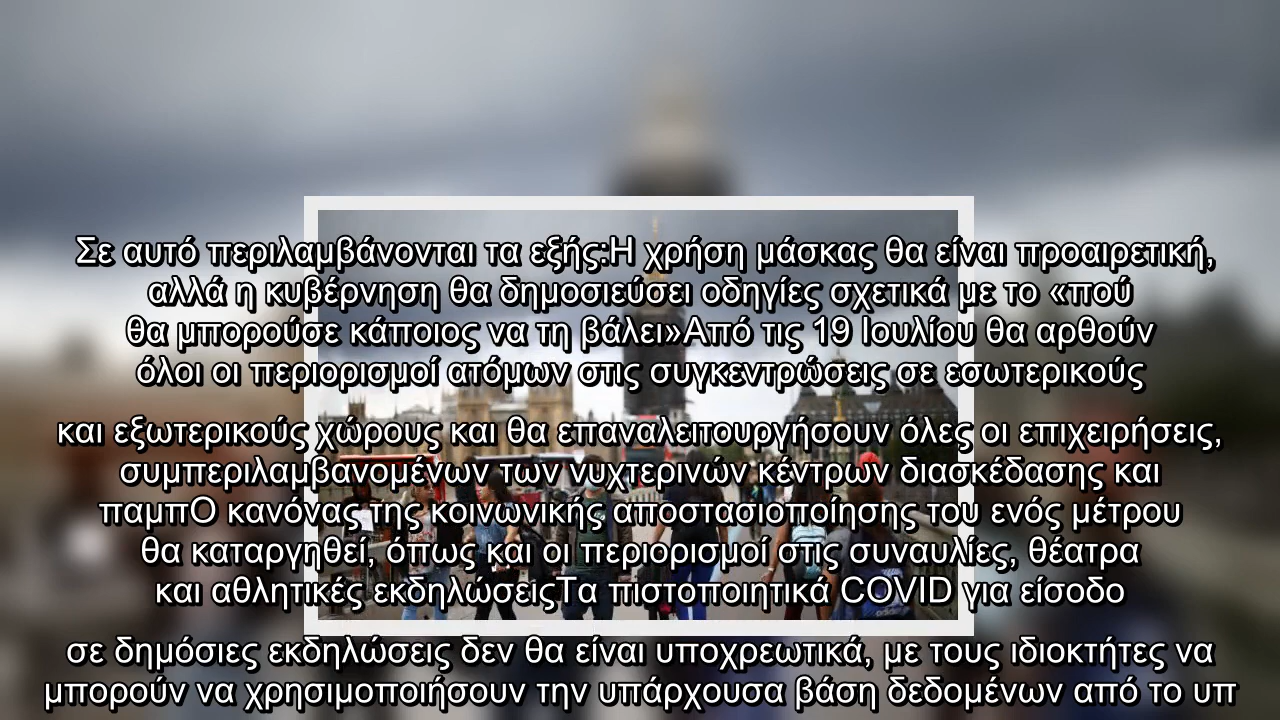 Σε αυτό περιλαμβάνονται τα εξής:Η χρήση μάσκας θα είναι προαιρετική,
αλλά η κυβέρνηση θα δημοσιεύσει οδηγίες σχετικά με το «πού
θα μπορούσε κάποιος να τη βάλει»Από τις 19 Ιουλίου θα αρθούν
όλοι οι περιορισμοί ατόμων στις συγκεντρώσεις σε εσωτερικούς
και εξωτερικούς χώρους και θα επαναλειτουργήσουν όλες οι επιχειρήσεις,
συμπεριλαμβανομένων των νυχτερινών κέντρων διασκέδασης και
παμπΟ κανόνας της κοινωνικής αποστασιοποίησης του ενός μέτρου
θα καταργηθεί, όπως και οι περιορισμοί στις συναυλίες, θέατρα
και αθλητικές εκδηλώσειςΤα πιστοποιητικά COVID για είσοδο
σε δημόσιες εκδηλώσεις δεν θα είναι υποχρεωτικά, με τους ιδιοκτήτες να
μπορούν να χρησιμοποιήσουν την υπάρχουσα βάση δεδομένων από το υπ